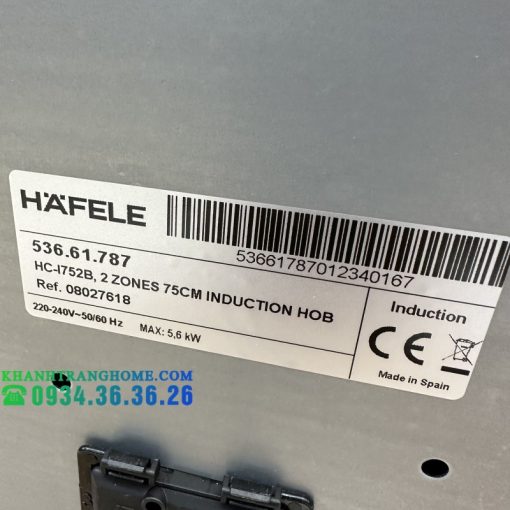 HÄFELE
53661787012340167
536.61.787
HC-I752B, 2 ZONES 75CM INDUCTION HOB
Ref. 08027618
220-240V~50/60 Hz MAX: 5,6 kW
Induction
CE
Made in Spain
KHANHTRANGHOME.COM
☎0934.36.36.26